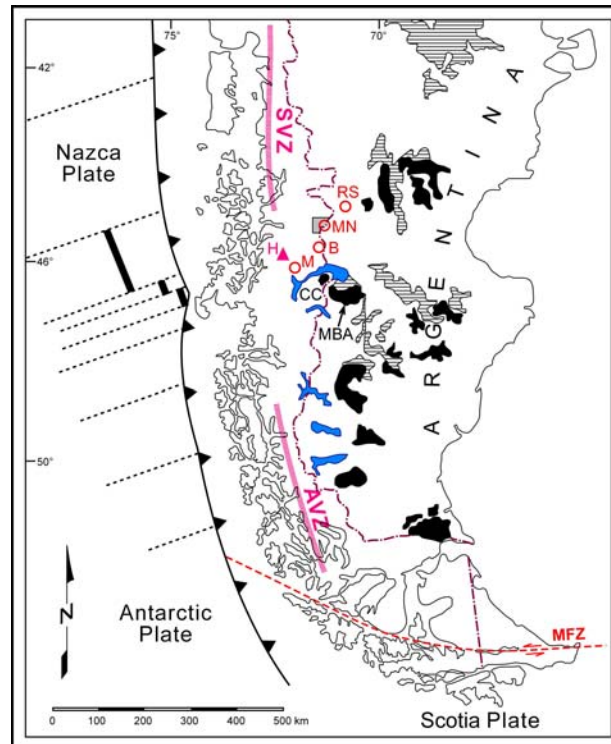 75°
70°
42°
SVZ
Nazca
Plate
RS
MN
H
B
46°
M
CC
MBA
ARGENTINA
50°
AVZ
N
Antarctic
Plate
MFZ
0 100 200 300 400 500 km
Scotia Plate